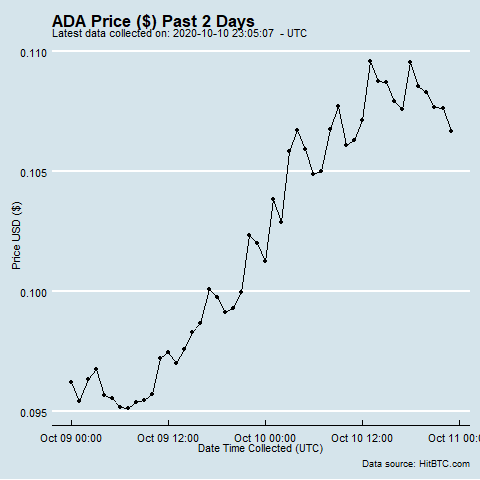 ADA Price ($) Past 2 Days
Latest data collected on: 2020-10-10 23:05:07  - UTC
0.110
0.105
0.100
0.095
Price USD ($)
Oct 09 00:00 Oct 09 12:00 Oct 10 00:00 Oct 10 12:00 Oct 11 00:
Date Time Collected (UTC)
Data source: HitBTC.com